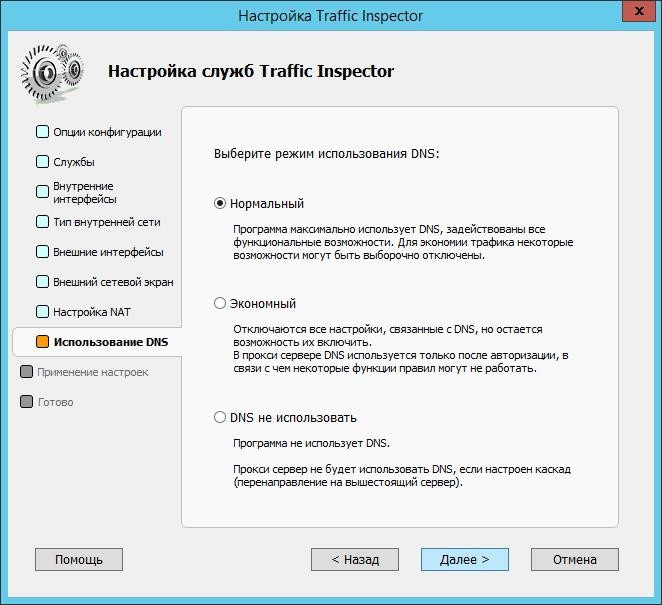 Настройка Traffic Inspector
x
Настройка служб Traffic Inspector
Опции конфигурации
Службы
Внутренние
интерфейсы
Тип внутренней сети
Внешние интерфейсы
Внешний сетевой экран
Настройка NAT
Использование DNS
Применение настроек
Готово
Выберите режим использования DNS:
Нормальный
Программа максимально использует DNS, задействованы все
функциональные возможности. Для экономии трафика некоторые
возможности могут быть выборочно отключены.
Экономный
Отключаются все настройки, связанные с DNS, но остается
возможность их включить.
В прокси сервере DNS используется только после авторизации, в
связи с чем некоторые функции правил могут не работать.
DNS не использовать
Программа не использует DNS.
Прокси сервер не будет использовать DNS, если настроен каскад
(перенаправление на вышестоящий сервер).
Помощь
< Назад
Далее >
Отмена